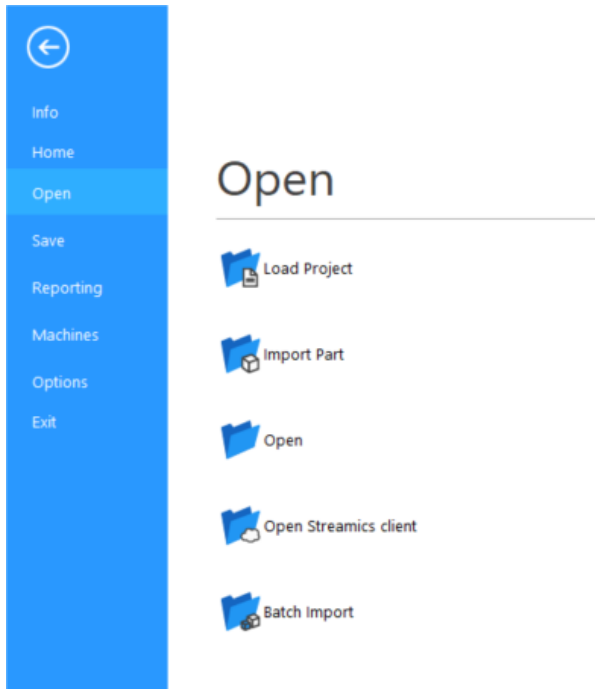 Info
Home
Open
Save
Reporting
Machines
Options
Exit
Open
Load Project
Import Part
Open
Open Streamics client
Batch Import